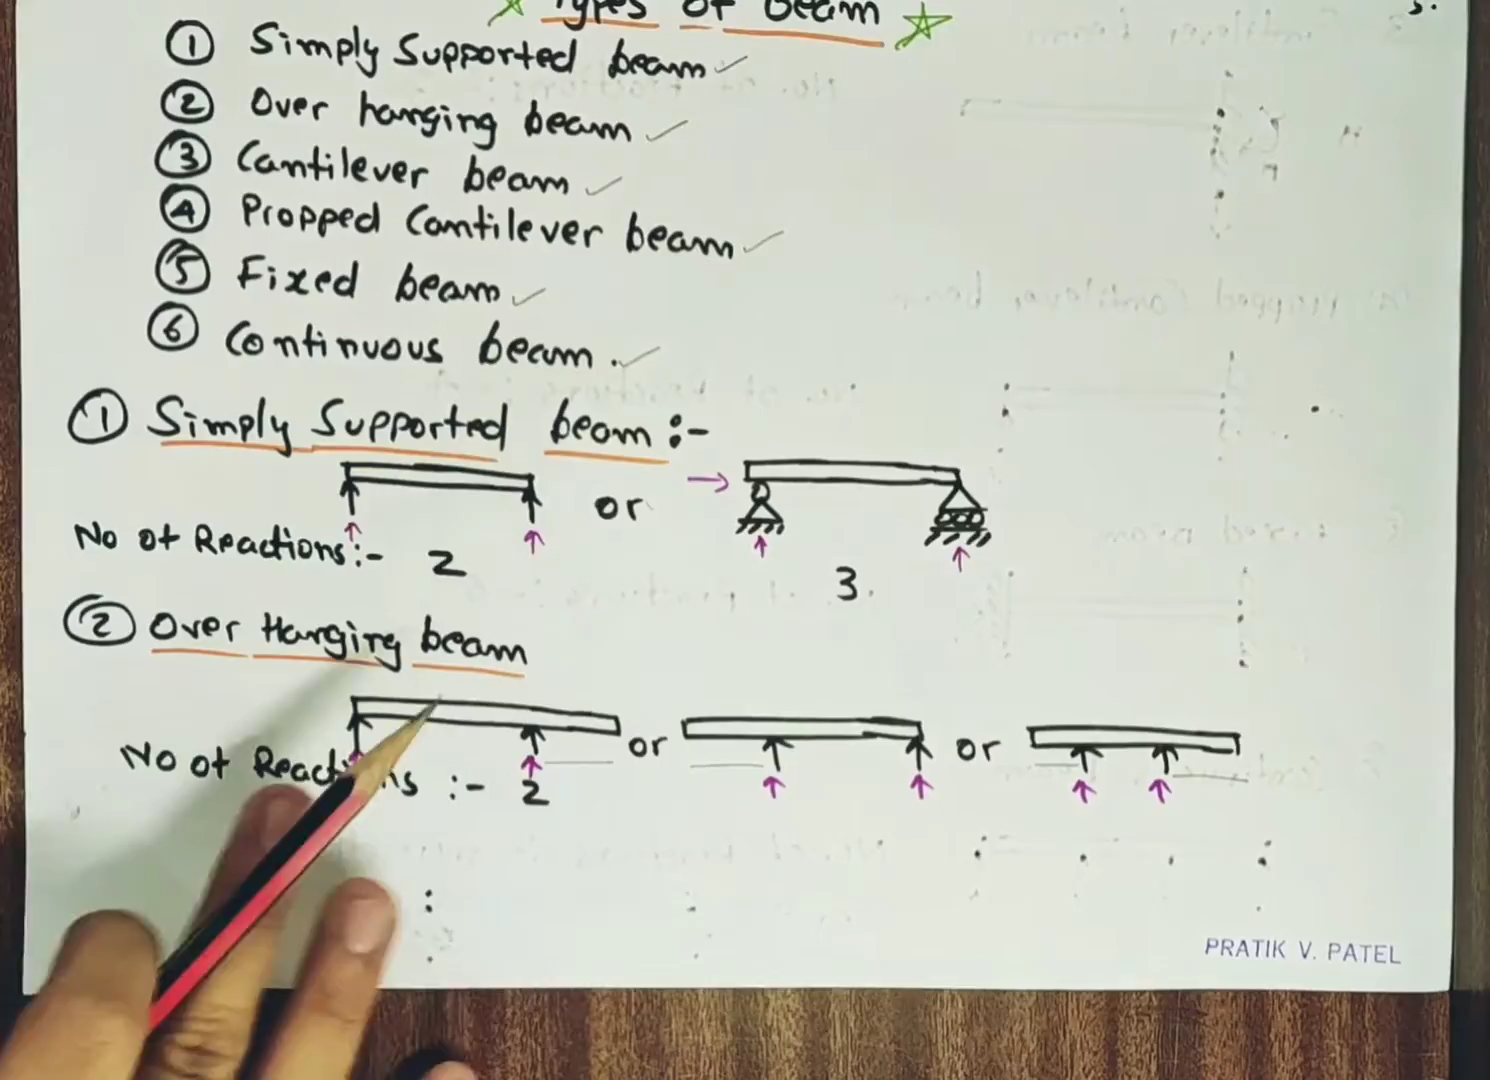 Types of beam
① Simply Supported beam
② Over hanging beam
③ Cantilever beam
④ Propped Cantilever beam
⑤ Fixed beam
⑥ Continuous beam.
① Simply Supported beam :-
or
No of Reactions :- 2
3.
② Over Hanging beam
or
or
No of Reactions :- 2
PRATIK V. PATEL